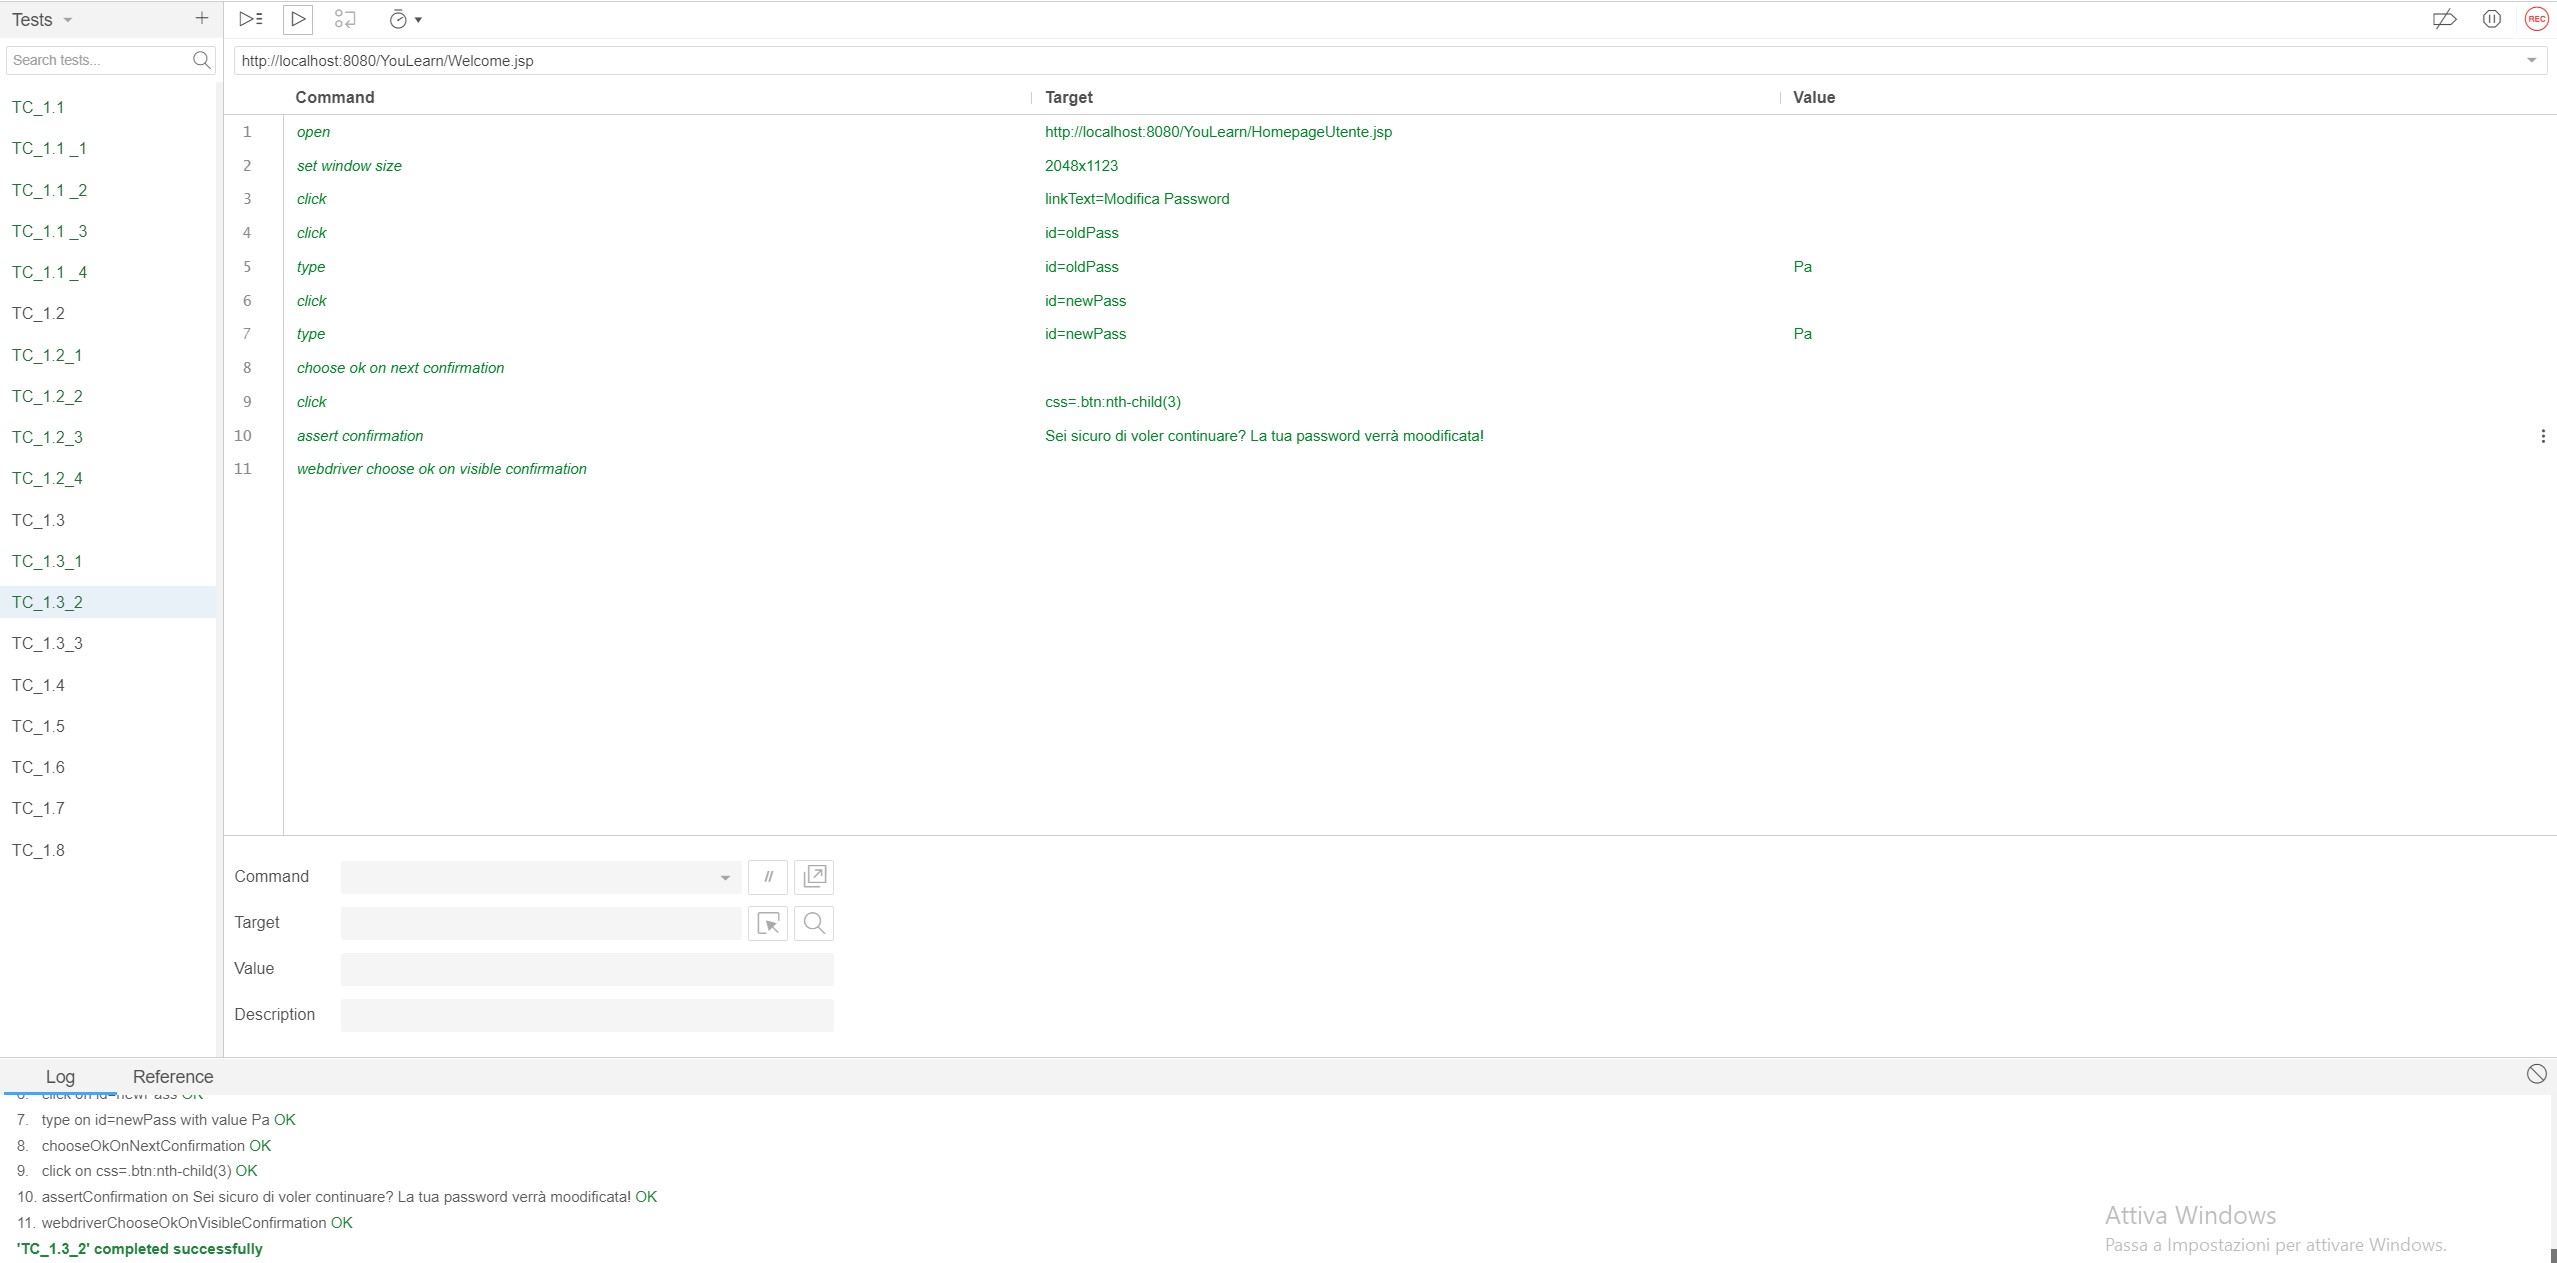 Tests
Search tests...
TC_1.1
TC_1.1 _1
TC_1.1 _2
TC_1.1 _3
TC_1.1 _4
TC_1.2
TC_1.2_1
TC_1.2_2
TC_1.2_3
TC_1.2_4
TC_1.3
TC_1.3_1
TC_1.3_2
TC_1.3_3
TC_1.4
TC_1.5
TC_1.6
TC_1.7
TC_1.8
REC
http://localhost:8080/YouLearn/Welcome.jsp
Command Target Value
1 open http://localhost:8080/YouLearn/HomepageUtente.jsp
2 set window size 2048x1123
3 click linkText=Modifica Password
4 click id=oldPass
5 type id=oldPass Pa
6 click id=newPass
7 type id=newPass Pa
8 choose ok on next confirmation
9 click css=.btn:nth-child(3)
10 assert confirmation Sei sicuro di voler continuare? La tua password verrà moodificata!
11 webdriver choose ok on visible confirmation
Command //
Target
Value
Description
Log Reference
6. click on id=newPass OK
7. type on id=newPass with value Pa OK
8. chooseOkOnNextConfirmation OK
9. click on css=.btn:nth-child(3) OK
10. assertConfirmation on Sei sicuro di voler continuare? La tua password verrà moodificata! OK
11. webdriverChooseOkOnVisibleConfirmation OK
'TC_1.3_2' completed successfully
Attiva Windows
Passa a Impostazioni per attivare Windows.